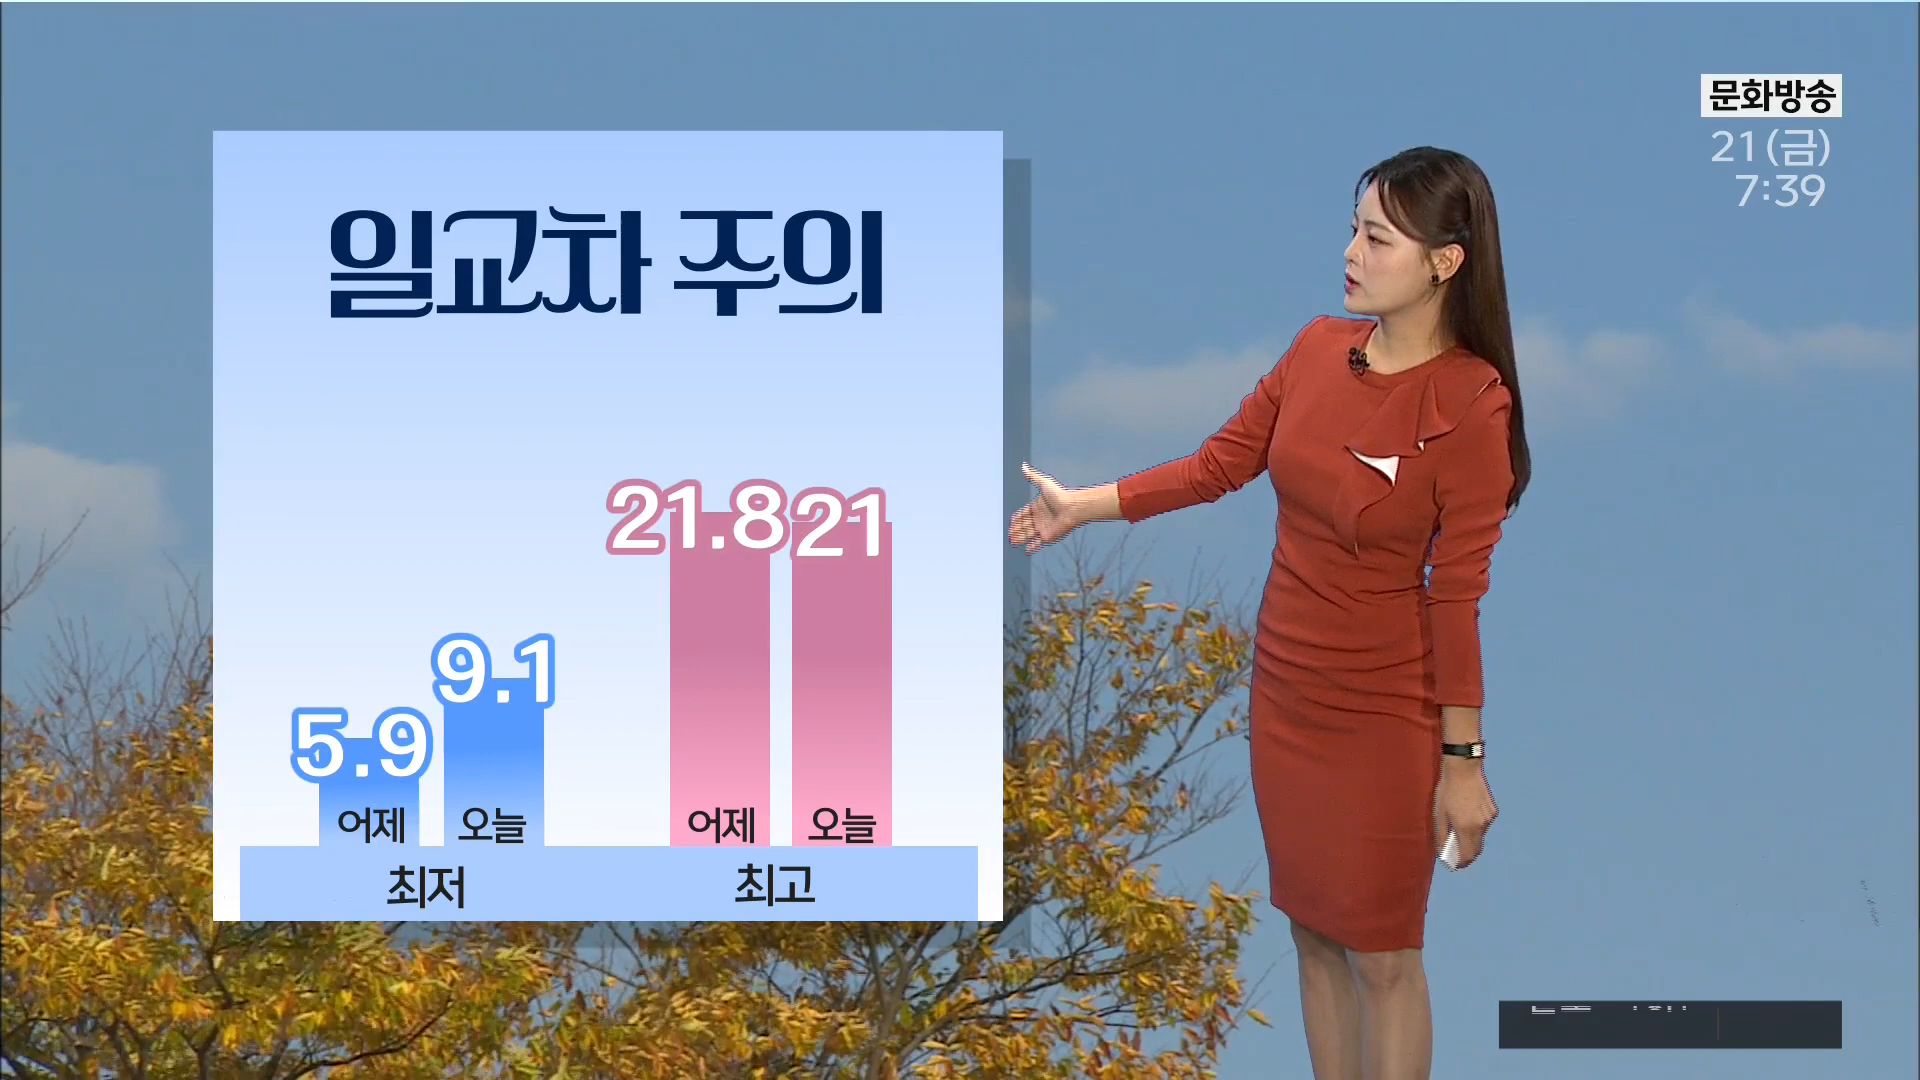 문화방송
21(금)
7:39
일교차 주의
21.8 21
5.9 9.1
어제 오늘 어제 오늘
최저 최고